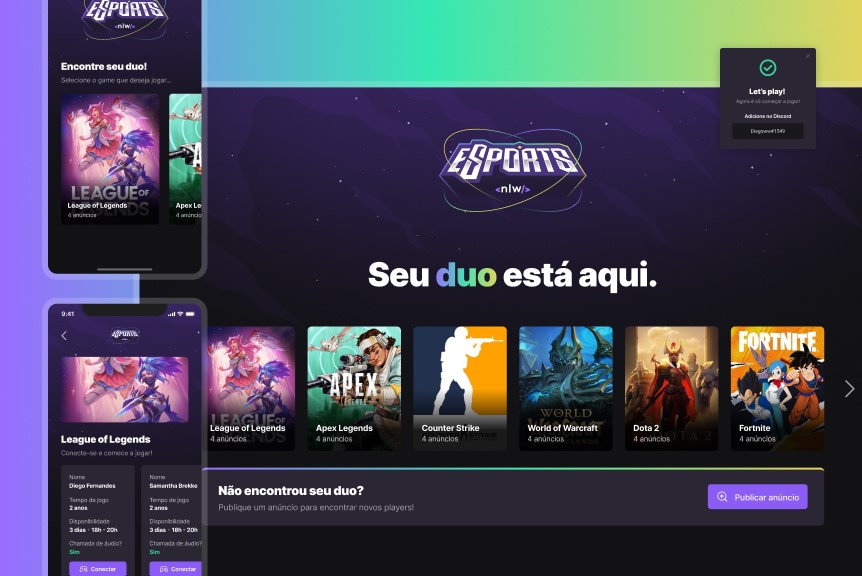 ESPORTS
<nlw/>
Encontre seu duo!
Selecione o game que deseja jogar...
LEAGUE OF
LEGENDS
League of Legends
4 anúncios
Apex Le
4 anúncios
Let's play!
Agora é só começar a jogar!
Adicione no Discord
Diegoww#1549
ESPORTS
<nlw/>
Seu duo está aqui.
LEAGUE OF
League of Legends
4 anúncios
APEX
Apex Legends
4 anúncios
Counter Strike
4 anúncios
WORLD
World of Warcraft
4 anúncios
DOTA 2
Dota 2
4 anúncios
FORTNITE
Fortnite
4 anúncios
Não encontrou seu duo?
Publique um anúncio para encontrar novos players!
Publicar anúncio
9:41
ESPORTS
League of Legends
Conecte-se e comece a jogar!
Nome
Diego Fernandes
Tempo de jogo
2 anos
Disponibilidade
3 dias · 18h - 20h
Chamada de áudio?
Sim
Conectar
Nome
Samantha Brekke
Tempo de jogo
2 anos
Disponibilidade
3 dias · 18h - 20h
Chamada de áudio?
Sim
Conectar